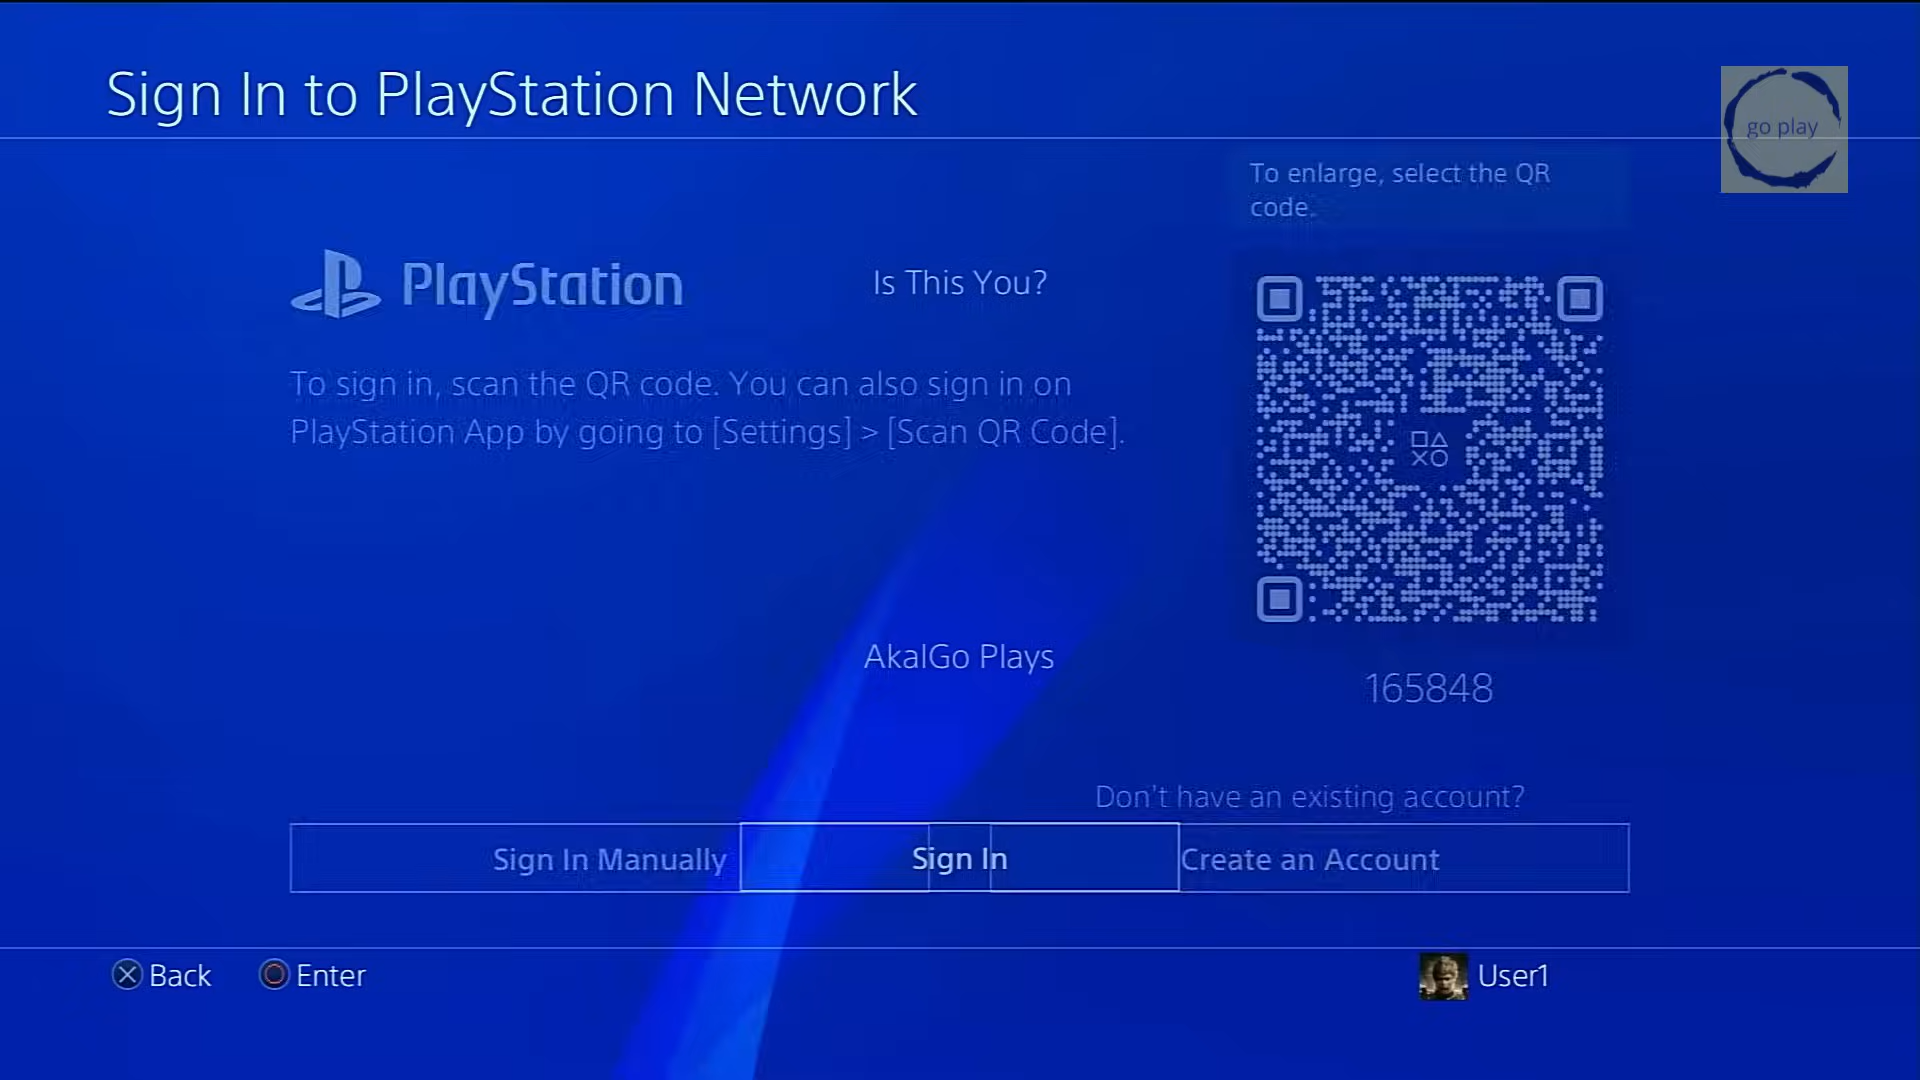 Sign In to PlayStation Network
go play
To enlarge, select the QR
code.
PlayStation
Is This You?
To sign in, scan the QR code. You can also sign in on
PlayStation App by going to [Settings] > [Scan QR Code].
AkalGo Plays
165848
Don't have an existing account?
Sign In Manually
Sign In
Create an Account
Back
Enter
User1